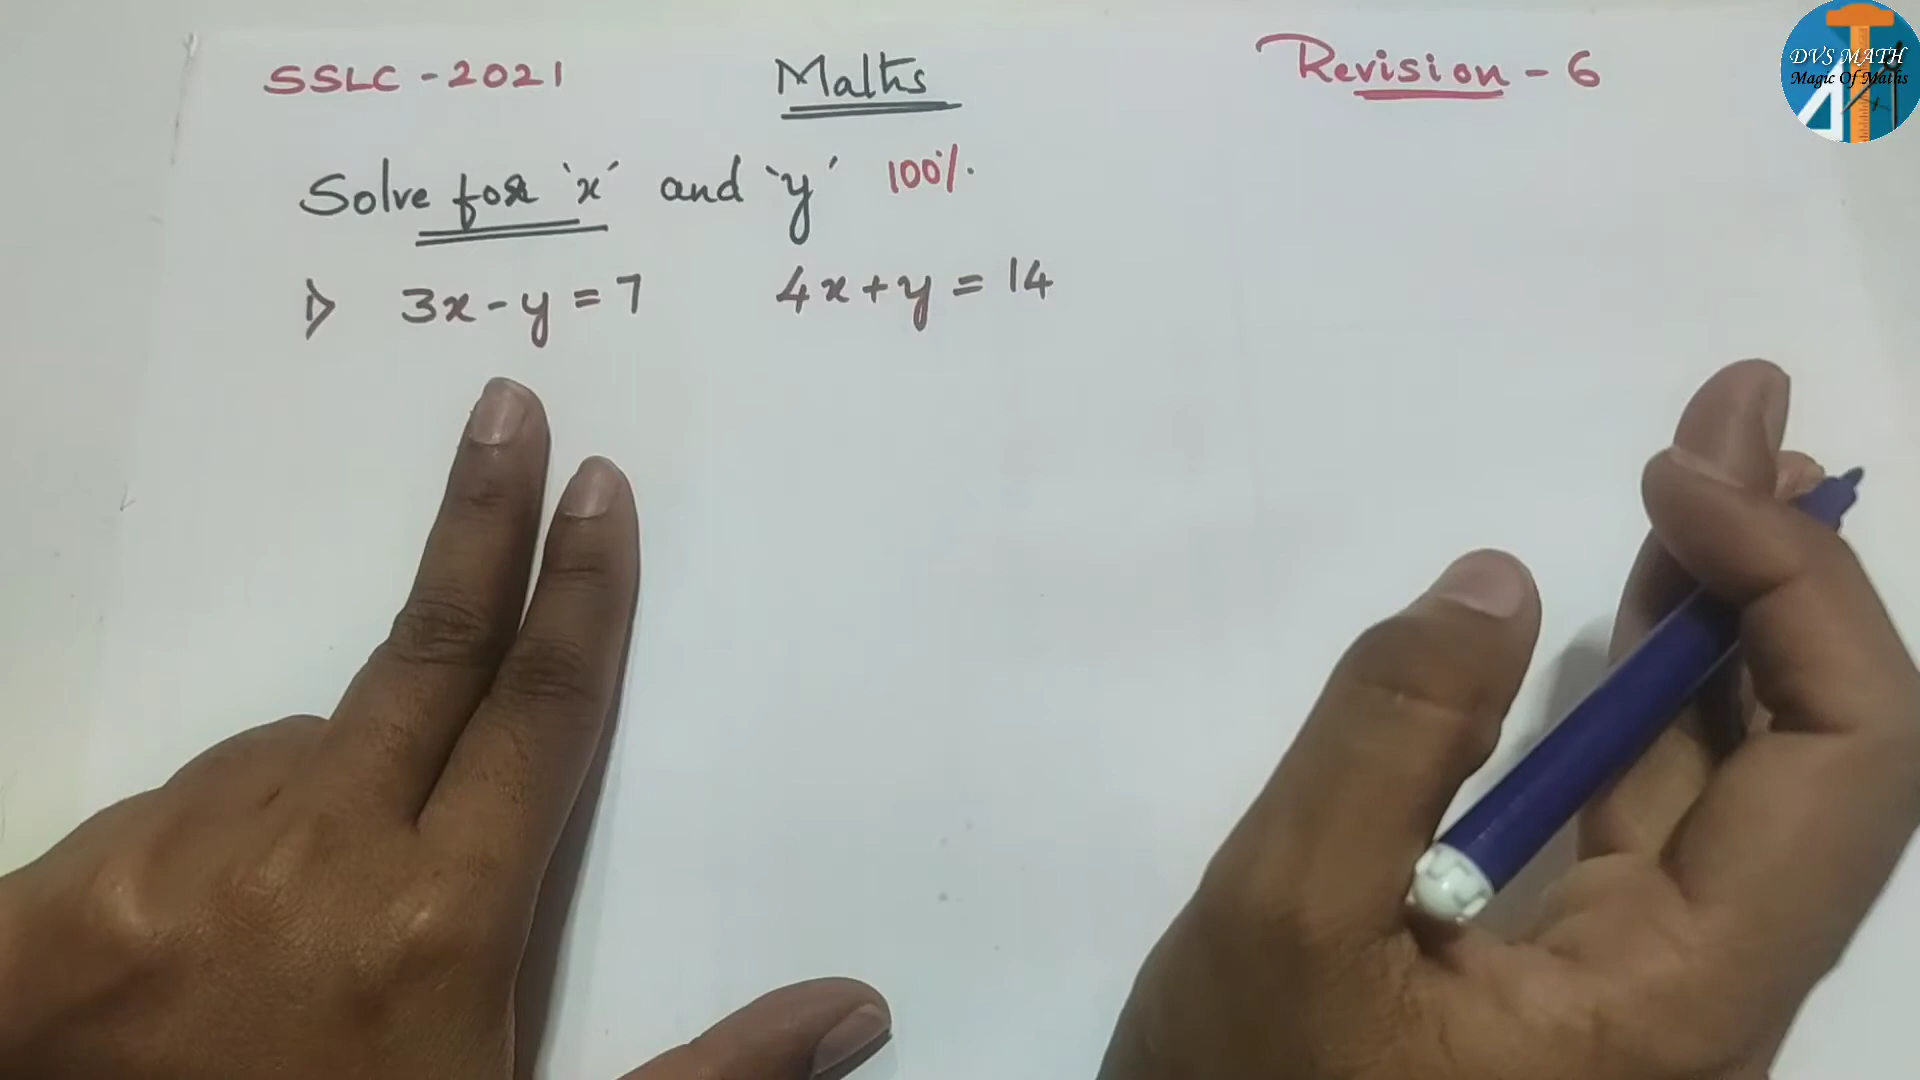 SSLC - 2021 Maths Revision - 6
DVS MATH
Magic Of Maths
Solve for 'x' and 'y' 100%.
1> 3x - y = 7 4x + y = 14